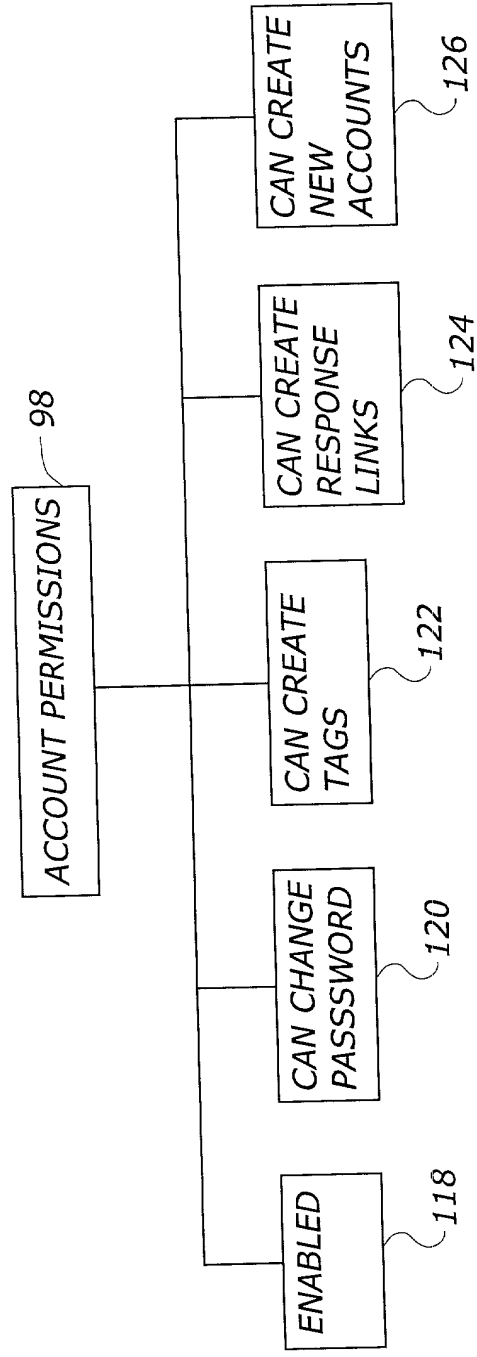 ACCOUNT PERMISSIONS
98
ENABLED
118
CAN CHANGE
PASSSWORD
120
CAN CREATE
TAGS
122
CAN CREATE
RESPONSE
LINKS
124
CAN CREATE
NEW
ACCOUNTS
126